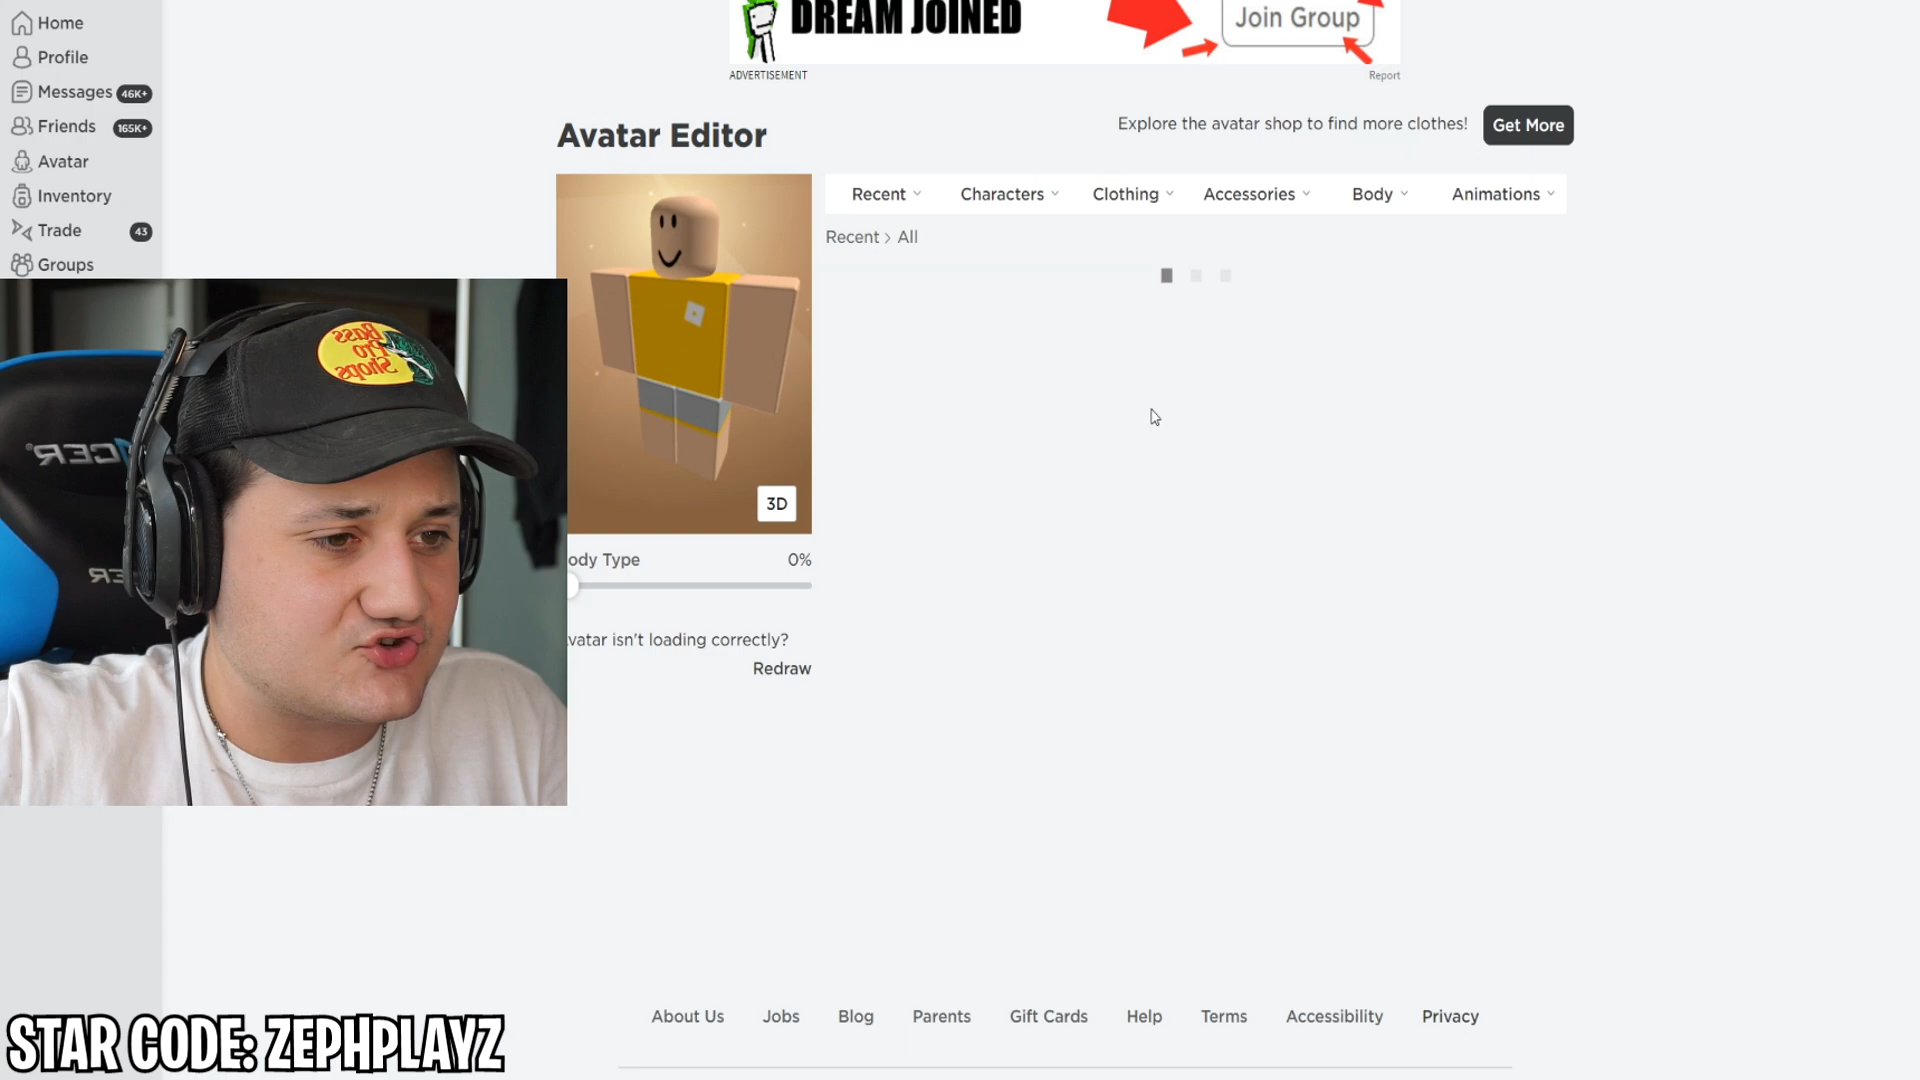 Home
Profile
Messages 46K+
Friends 165K+
Avatar
Inventory
Trade 43
Groups
DREAM JOINED
Join Group
ADVERTISEMENT
Report
Avatar Editor
Explore the avatar shop to find more clothes!
Get More
Recent
Characters
Clothing
Accessories
Body
Animations
Recent > All
3D
ody Type 0%
vatar isn't loading correctly?
Redraw
Bass
Pro
Shops
STAR CODE: ZEPHPLAYZ
About Us
Jobs
Blog
Parents
Gift Cards
Help
Terms
Accessibility
Privacy